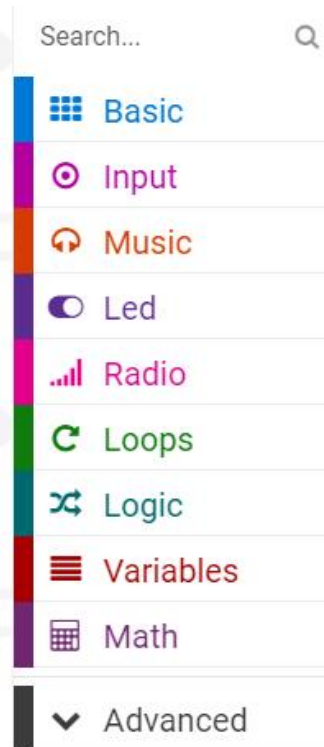 Search...
Basic
Input
Music
Led
Radio
Loops
Logic
Variables
Math
Advanced